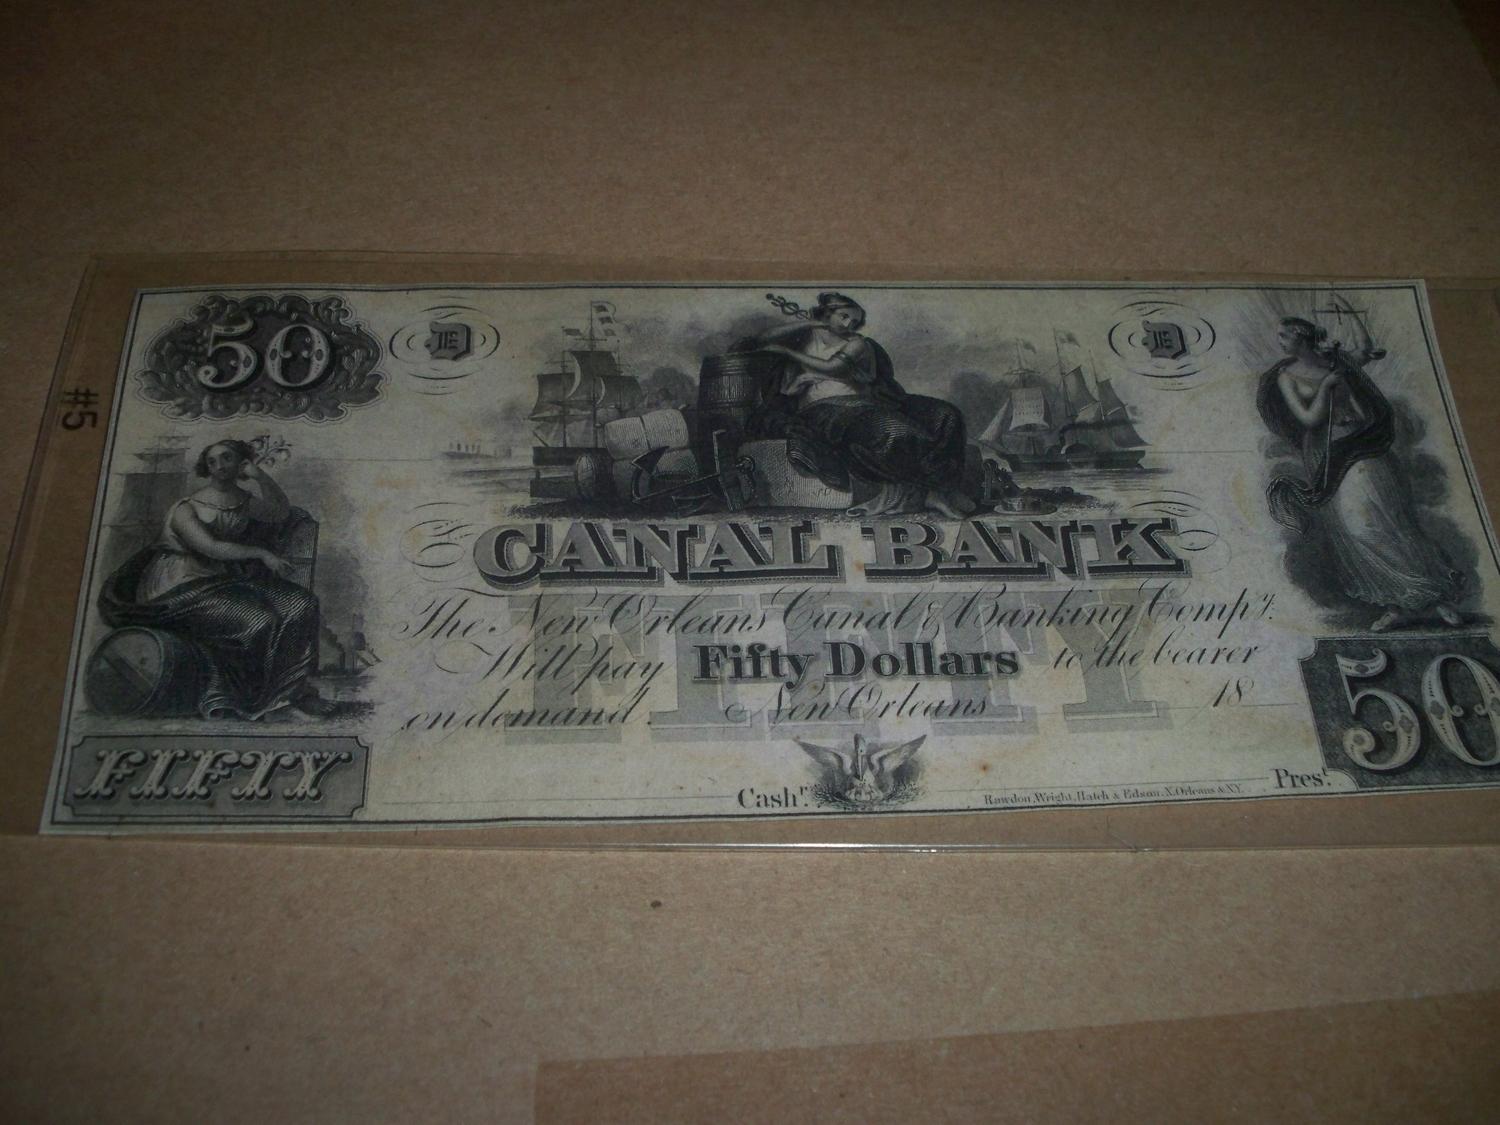 #5
50
D
D
CANAL BANK
FIFTY
The New Orleans Canal & Banking Compy.
Will pay Fifty Dollars to the bearer
on demand. New Orleans 18
FIFTY
50
Cashr.
Rawdon, Wright, Hatch & Edson, N. Orleans & N.Y.
Prest.